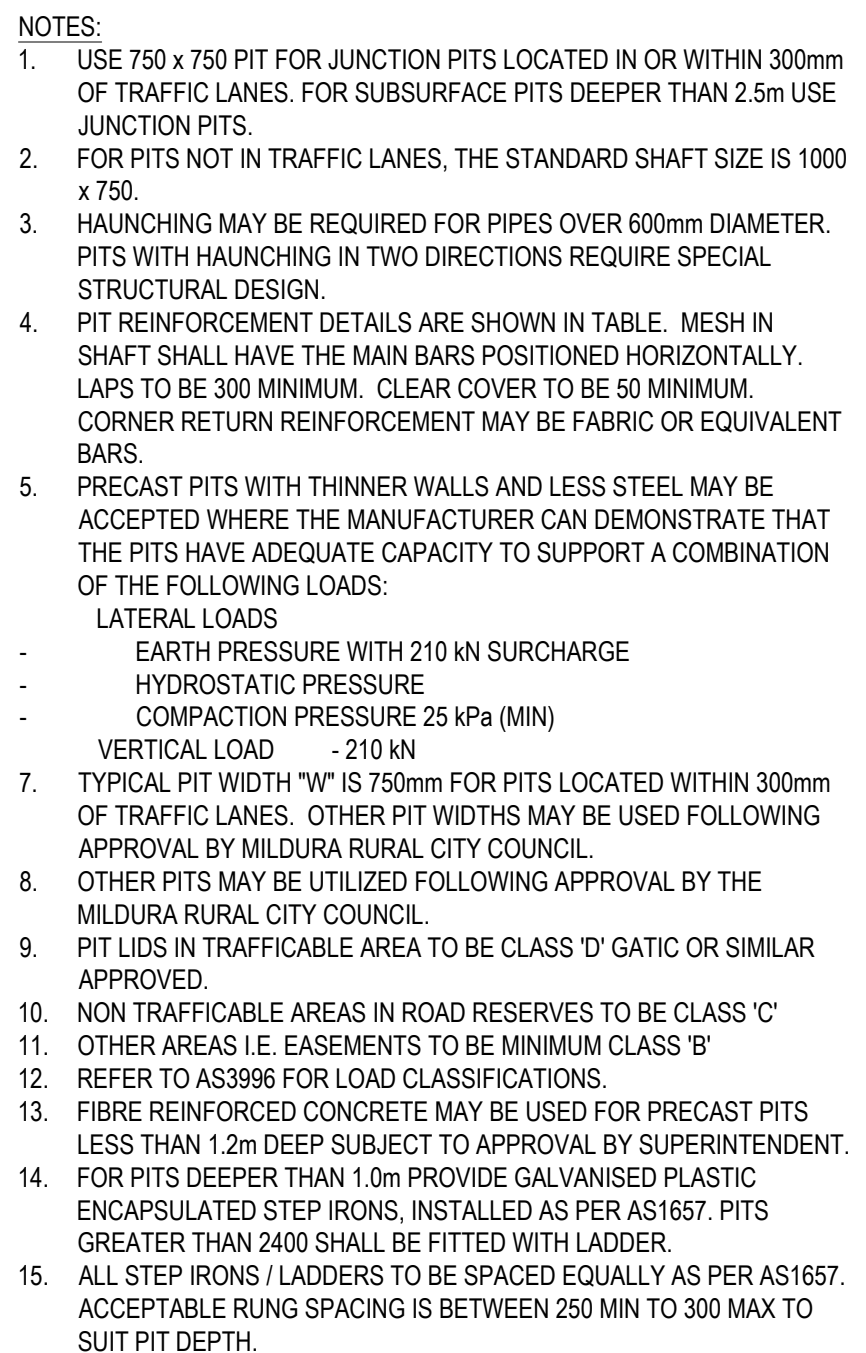 NOTES:
1. USE 750 x 750 PIT FOR JUNCTION PITS LOCATED IN OR WITHIN 300mm
OF TRAFFIC LANES. FOR SUBSURFACE PITS DEEPER THAN 2.5m USE
JUNCTION PITS.
2. FOR PITS NOT IN TRAFFIC LANES, THE STANDARD SHAFT SIZE IS 1000
x 750.
3. HAUNCHING MAY BE REQUIRED FOR PIPES OVER 600mm DIAMETER.
PITS WITH HAUNCHING IN TWO DIRECTIONS REQUIRE SPECIAL
STRUCTURAL DESIGN.
4. PIT REINFORCEMENT DETAILS ARE SHOWN IN TABLE. MESH IN
SHAFT SHALL HAVE THE MAIN BARS POSITIONED HORIZONTALLY.
LAPS TO BE 300 MINIMUM. CLEAR COVER TO BE 50 MINIMUM.
CORNER RETURN REINFORCEMENT MAY BE FABRIC OR EQUIVALENT
BARS.
5. PRECAST PITS WITH THINNER WALLS AND LESS STEEL MAY BE
ACCEPTED WHERE THE MANUFACTURER CAN DEMONSTRATE THAT
THE PITS HAVE ADEQUATE CAPACITY TO SUPPORT A COMBINATION
OF THE FOLLOWING LOADS:
LATERAL LOADS
- EARTH PRESSURE WITH 210 kN SURCHARGE
- HYDROSTATIC PRESSURE
- COMPACTION PRESSURE 25 kPa (MIN)
VERTICAL LOAD - 210 kN
7. TYPICAL PIT WIDTH "W" IS 750mm FOR PITS LOCATED WITHIN 300mm
OF TRAFFIC LANES. OTHER PIT WIDTHS MAY BE USED FOLLOWING
APPROVAL BY MILDURA RURAL CITY COUNCIL.
8. OTHER PITS MAY BE UTILIZED FOLLOWING APPROVAL BY THE
MILDURA RURAL CITY COUNCIL.
9. PIT LIDS IN TRAFFICABLE AREA TO BE CLASS 'D' GATIC OR SIMILAR
APPROVED.
10. NON TRAFFICABLE AREAS IN ROAD RESERVES TO BE CLASS 'C'
11. OTHER AREAS I.E. EASEMENTS TO BE MINIMUM CLASS 'B'
12. REFER TO AS3996 FOR LOAD CLASSIFICATIONS.
13. FIBRE REINFORCED CONCRETE MAY BE USED FOR PRECAST PITS
LESS THAN 1.2m DEEP SUBJECT TO APPROVAL BY SUPERINTENDENT.
14. FOR PITS DEEPER THAN 1.0m PROVIDE GALVANISED PLASTIC
ENCAPSULATED STEP IRONS, INSTALLED AS PER AS1657. PITS
GREATER THAN 2400 SHALL BE FITTED WITH LADDER.
15. ALL STEP IRONS / LADDERS TO BE SPACED EQUALLY AS PER AS1657.
ACCEPTABLE RUNG SPACING IS BETWEEN 250 MIN TO 300 MAX TO
SUIT PIT DEPTH.